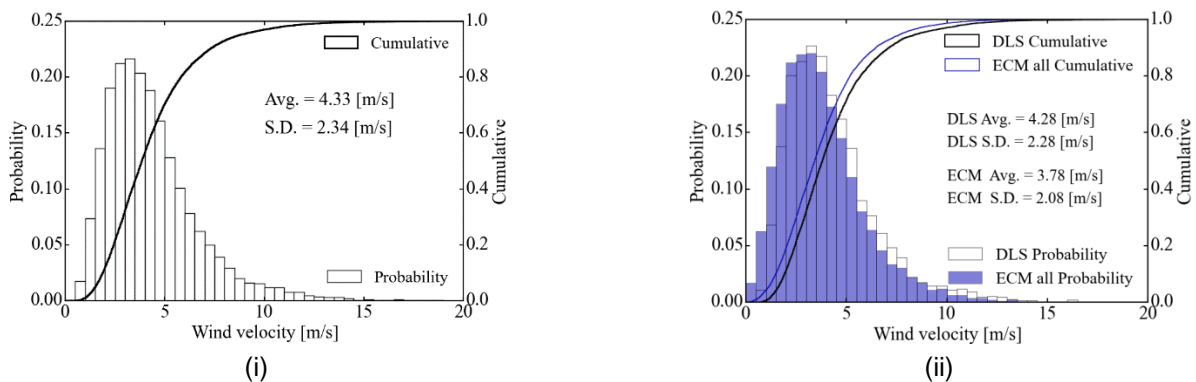 0.25
0.20
0.15
0.10
0.05
0.00
Probability
1.0
0.8
0.6
0.4
0.2
0.0
Cumulative
Cumulative
Avg. = 4.33 [m/s]
S.D. = 2.34 [m/s]
Probability
0 5 10 15 20
Wind velocity [m/s]
(i)
0.25
0.20
0.15
0.10
0.05
0.00
Probability
1.0
0.8
0.6
0.4
0.2
0.0
Cumulative
DLS Cumulative
ECM all Cumulative
DLS Avg. = 4.28 [m/s]
DLS S.D. = 2.28 [m/s]
ECM Avg. = 3.78 [m/s]
ECM S.D. = 2.08 [m/s]
DLS Probability
ECM all Probability
0 5 10 15 20
Wind velocity [m/s]
(ii)